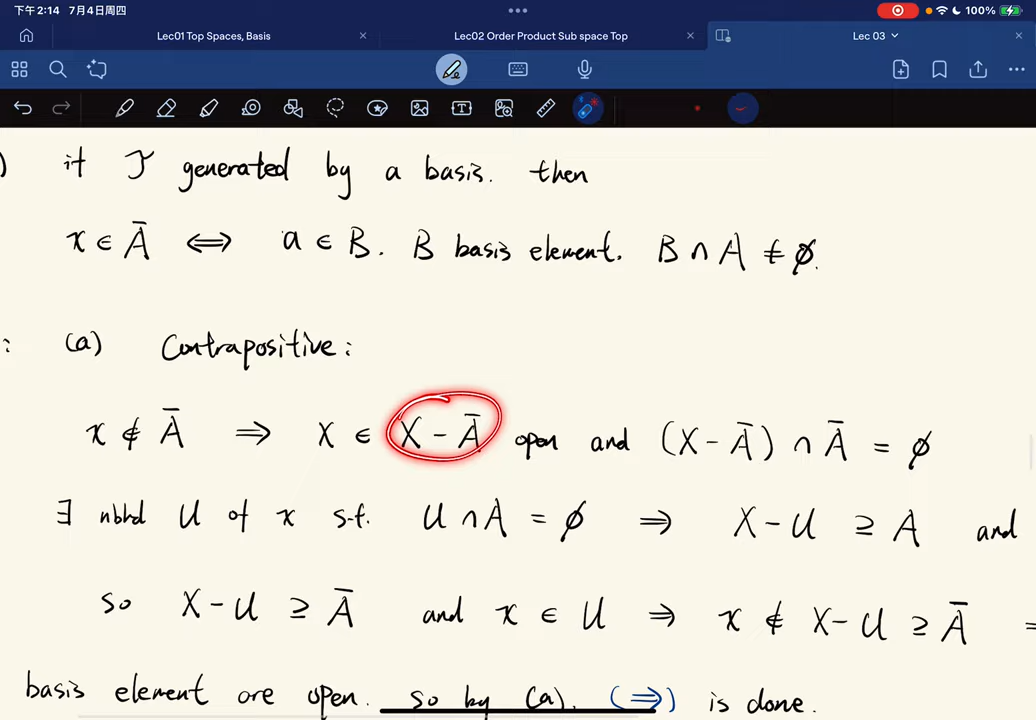 下午2:14 7月4日周四
100%
Lec01 Top Spaces, Basis
Lec02 Order Product Sub space Top
Lec 03
) if 𝒯 generated by a basis. then
x ∈ Ā ⟺ a ∈ B. B basis element. B ∩ A ≠ ∅.
: (a) Contrapositive:
x ∉ Ā ⟹ X ∈ X - Ā open and (X - Ā) ∩ Ā = ∅
∃ nbhd U of x s.t. U ∩ A = ∅ ⟹ X - U ⊇ A and
so X - U ⊇ Ā and x ∈ U ⟹ x ∉ X - U ⊇ Ā =
basis element are open. so by (a). (⟹) is done.